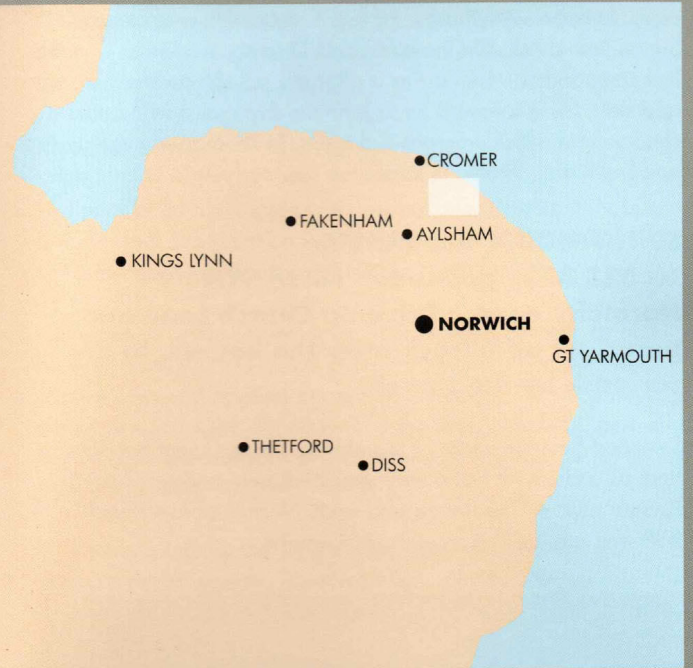 CROMER
FAKENHAM
AYLSHAM
KINGS LYNN
NORWICH
GT YARMOUTH
THETFORD
DISS